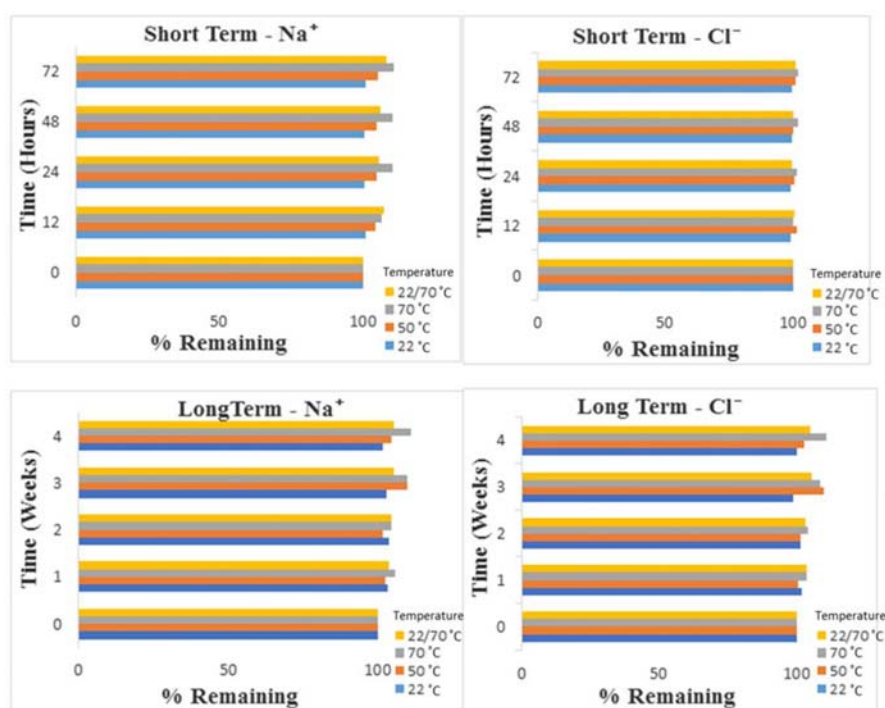 Short Term - Na⁺
Time (Hours)
72
48
24
12
0
0
100
% Remaining
Temperature
22/70˚C
70 ˚C
50 ˚C
22 ˚C
Short Term - Cl⁻
Time (Hours)
72
48
24
12
0
0
50
100
% Remaining
Temperature
22/70˚C
70 ˚C
50 ˚C
22 ˚C
LongTerm - Na⁺
Time (Weeks)
4
3
2
1
0
0
50
100
% Remaining
Temperature
22/70˚C
70 ˚C
50 ˚C
22 ˚C
Long Term - Cl⁻
Time (Weeks)
4
3
2
1
0
0
50
100
% Remaining
Temperature
22/70˚C
70 ˚C
50 ˚C
22 ˚C